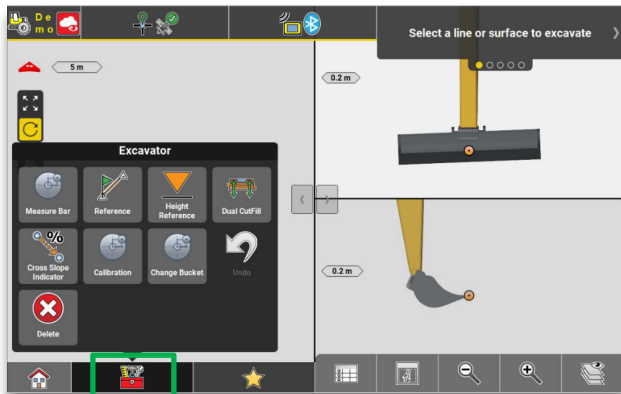 De
mo
Select a line or surface to excavate
5 m
0.2 m
Excavator
Measure Bar
Reference
Height
Reference
Dual CutFill
%
Cross Slope
Indicator
Calibration
Change Bucket
Undo
Delete
0.2 m